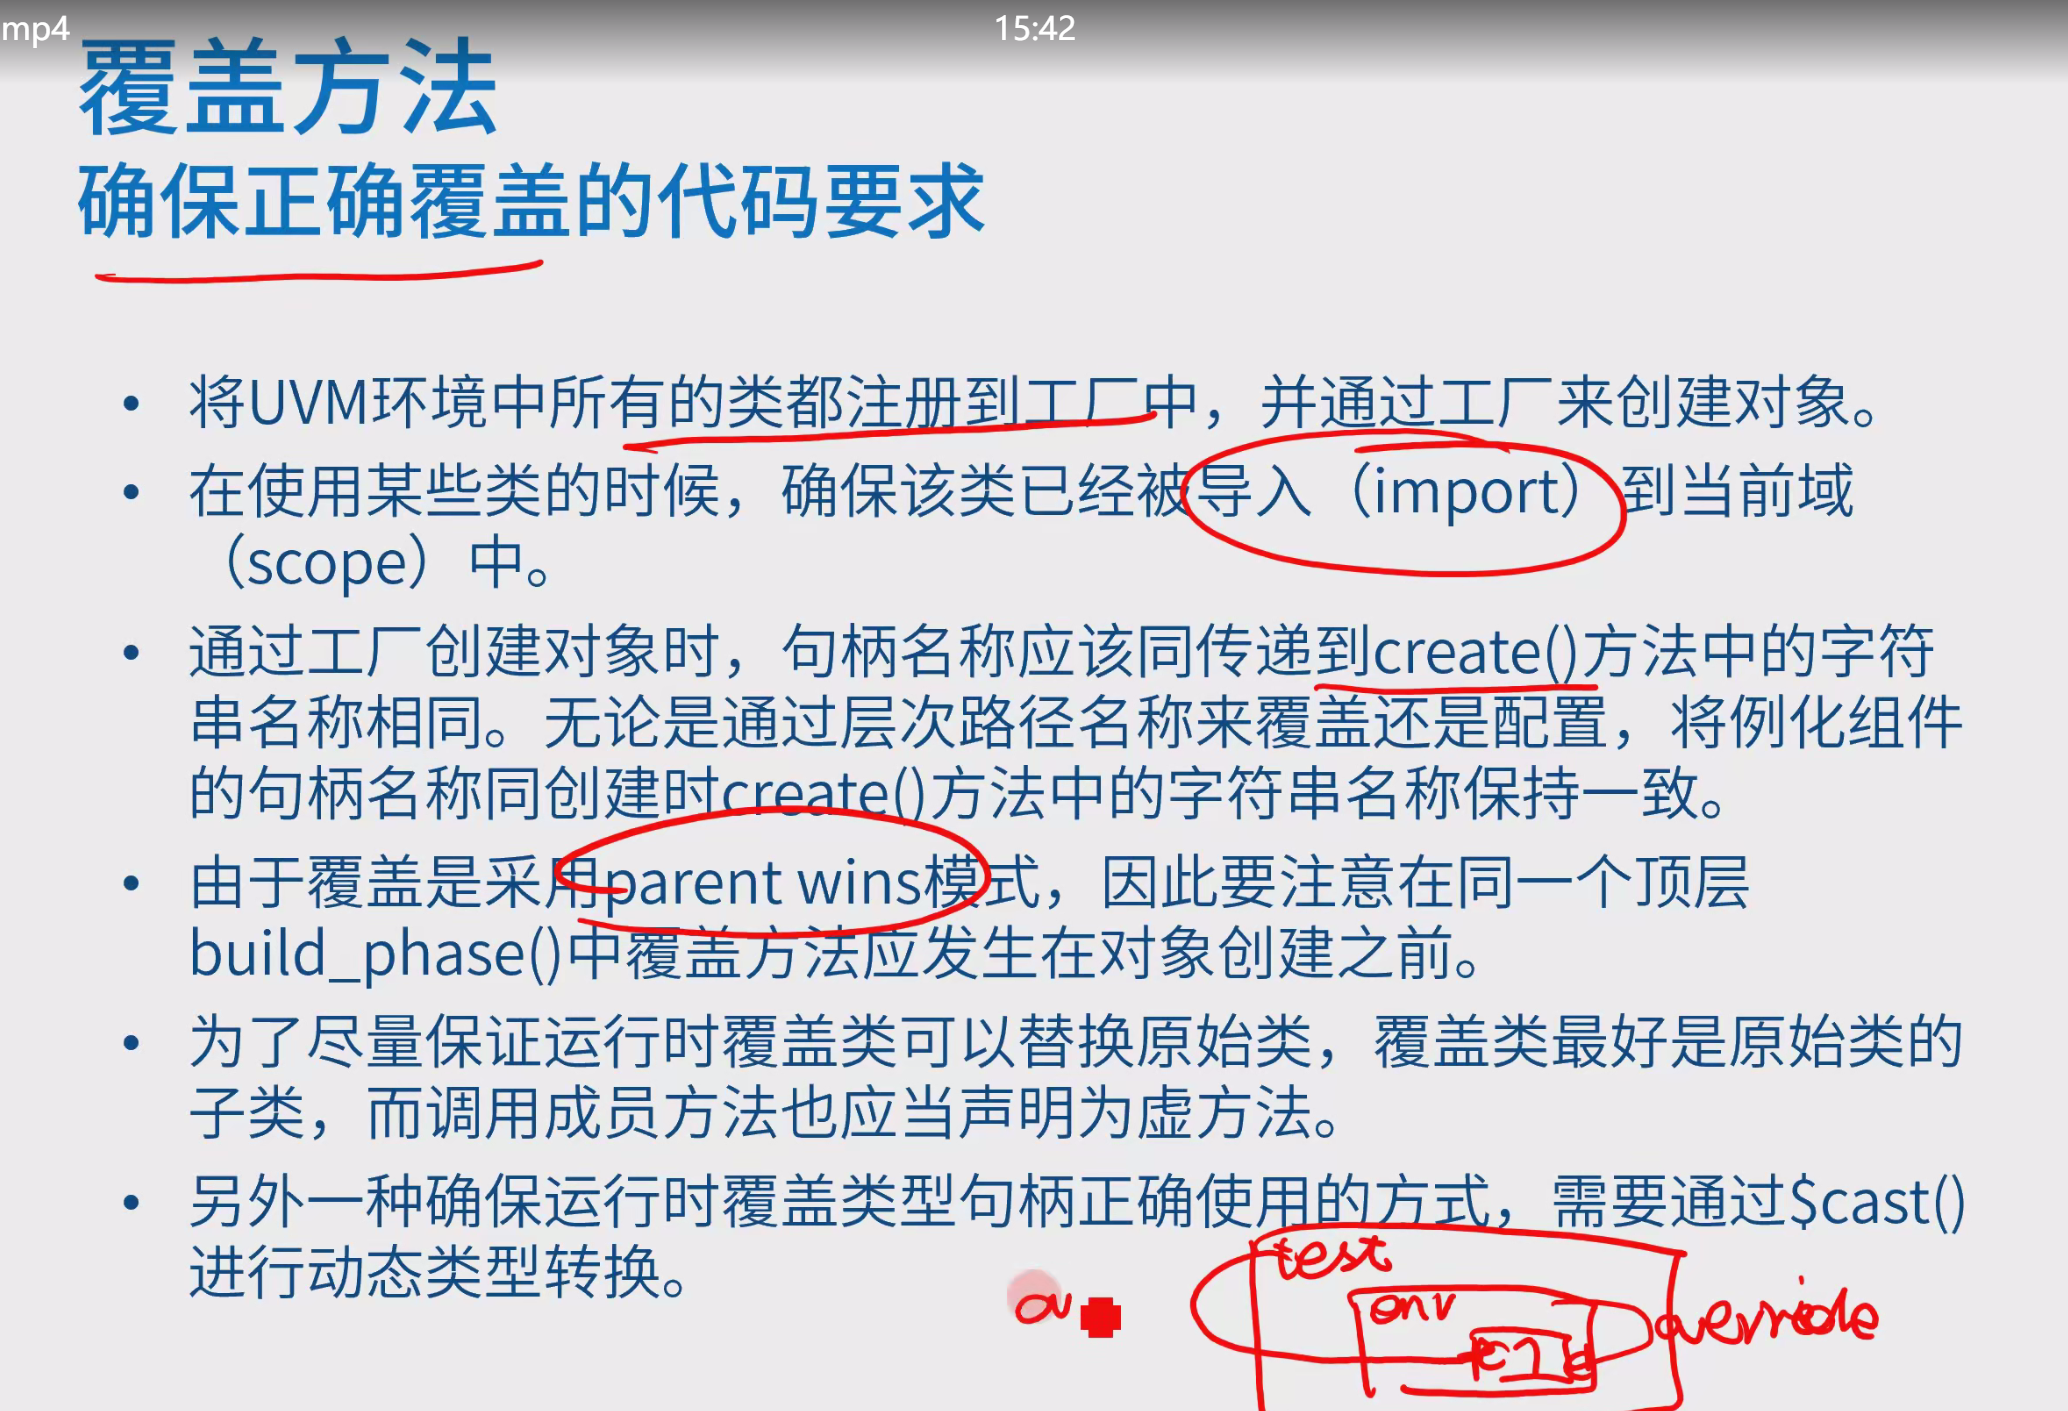 mp4
15:42
覆盖方法
确保正确覆盖的代码要求
• 将UVM环境中所有的类都注册到工厂中，并通过工厂来创建对象。
• 在使用某些类的时候，确保该类已经被导入（import）到当前域
（scope）中。
• 通过工厂创建对象时，句柄名称应该同传递到create()方法中的字符
串名称相同。无论是通过层次路径名称来覆盖还是配置，将例化组件
的句柄名称同创建时create()方法中的字符串名称保持一致。
• 由于覆盖是采用parent wins模式，因此要注意在同一个顶层
build_phase()中覆盖方法应发生在对象创建之前。
• 为了尽量保证运行时覆盖类可以替换原始类，覆盖类最好是原始类的
子类，而调用成员方法也应当声明为虚方法。
• 另外一种确保运行时覆盖类型句柄正确使用的方式，需要通过$cast()
进行动态类型转换。
test
env
override
ov